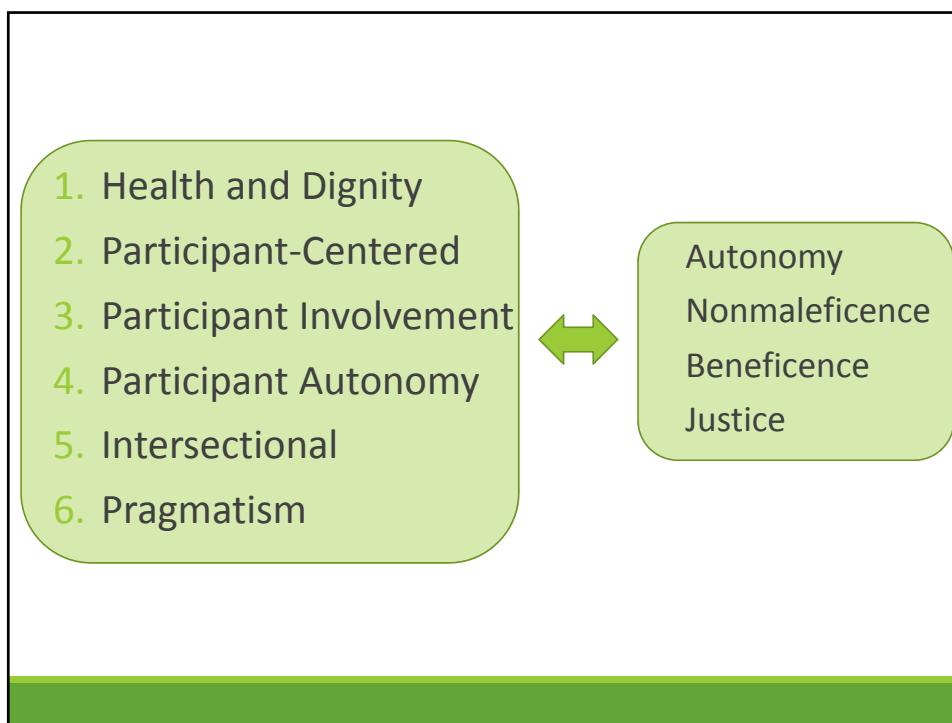 1. Health and Dignity
2. Participant-Centered
3. Participant Involvement
4. Participant Autonomy
5. Intersectional
6. Pragmatism
Autonomy
Nonmaleficence
Beneficence
Justice